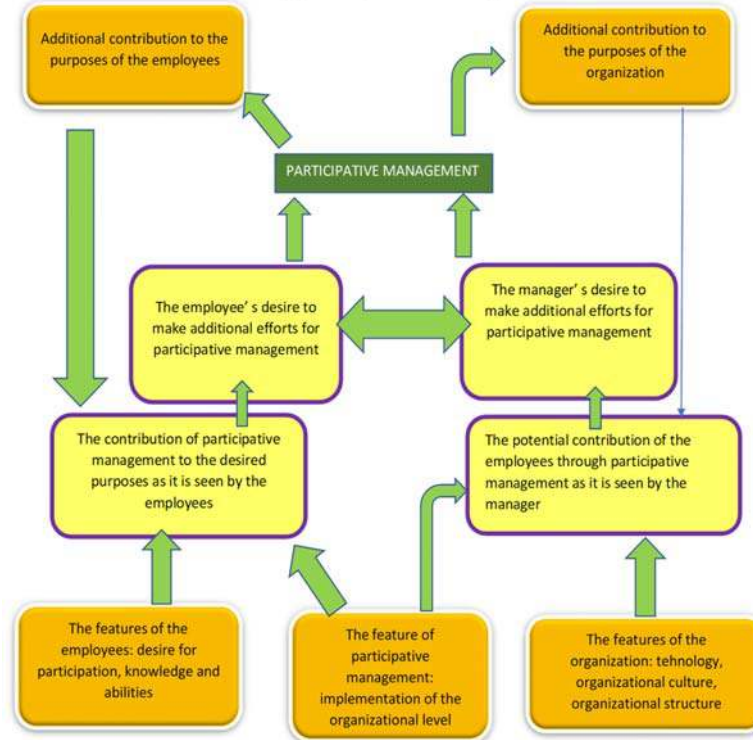 Additional contribution to the
purposes of the employees
Additional contribution to
the purposes of the
organization
PARTICIPATIVE MANAGEMENT
The employee' s desire to
make additional efforts for
participative management
The manager' s desire to
make additional efforts for
participative management
The contribution of participative
management to the desired
purposes as it is seen by the
employees
The potential contribution of the
employees through participative
management as it is seen by the
manager
The features of the
employees: desire for
participation, knowledge and
abilities
The feature of
participative
management:
implementation of the
organizational level
The features of the
organization: tehnology,
organizational culture,
organizational structure